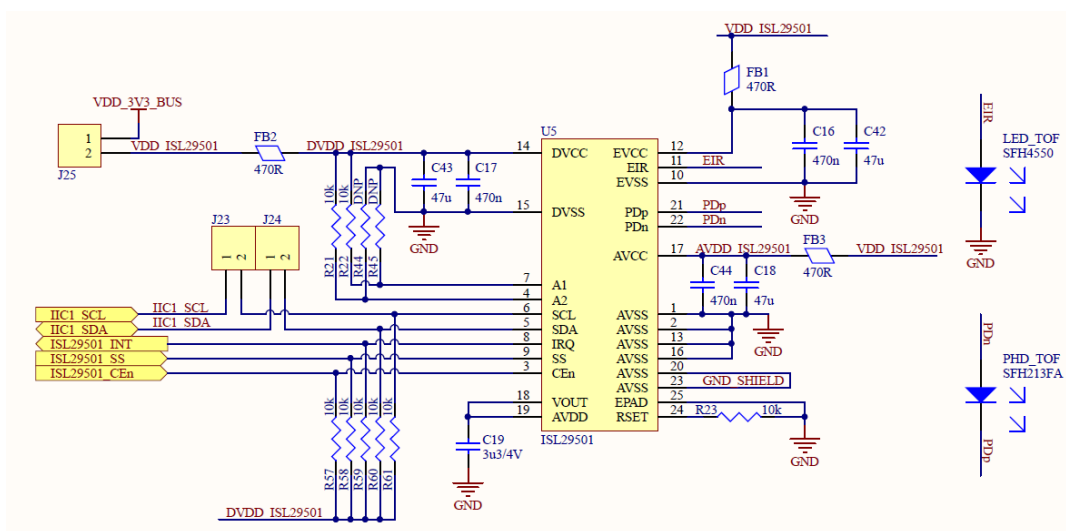 VDD_ISL29501
FB1
470R
VDD_3V3_BUS
1
2
J25
VDD_ISL29501
FB2
470R
DVDD_ISL29501
C43
47u
C17
470n
GND
10k
10k
DNP
DNP
R21
R22
R44
R45
J23
J24
1
2
1
2
IIC1_SCL
IIC1_SCL
IIC1_SDA
IIC1_SDA
ISL29501_INT
ISL29501_SS
ISL29501_CEn
10k
10k
10k
10k
10k
R57
R58
R59
R60
R61
DVDD_ISL29501
U5
14 DVCC
15 DVSS
7 A1
4 A2
6 SCL
5 SDA
8 IRQ
9 SS
3 CEn
18 VOUT
19 AVDD
EVCC 12
EIR 11 EIR
EVSS 10
PDp 21 PDp
PDn 22 PDn
AVCC 17 AVDD_ISL29501
AVSS 1
AVSS 2
AVSS 13
AVSS 16
AVSS 20
AVSS 23 GND_SHIELD
EPAD 25
RSET 24
ISL29501
C19
3u3/4V
GND
C16
470n
C42
47u
GND
FB3
470R
VDD_ISL29501
C44
470n
C18
47u
GND
R23
10k
GND
EIR
LED_TOF
SFH4550
GND
PDn
PHD_TOF
SFH213FA
PDp